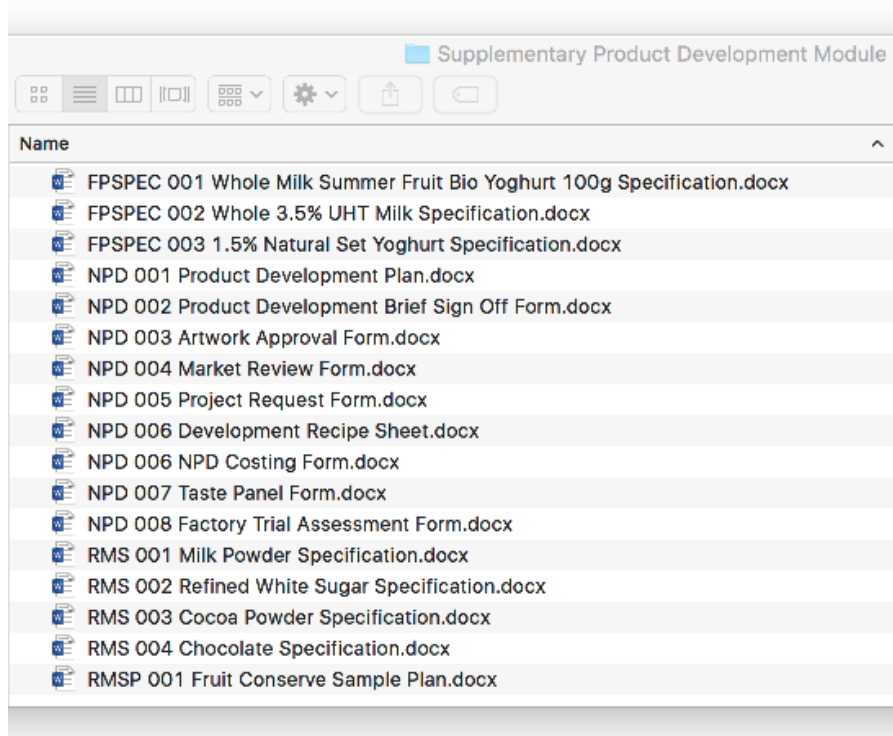 Supplementary Product Development Module
Name
FPSPEC 001 Whole Milk Summer Fruit Bio Yoghurt 100g Specification.docx
FPSPEC 002 Whole 3.5% UHT Milk Specification.docx
FPSPEC 003 1.5% Natural Set Yoghurt Specification.docx
NPD 001 Product Development Plan.docx
NPD 002 Product Development Brief Sign Off Form.docx
NPD 003 Artwork Approval Form.docx
NPD 004 Market Review Form.docx
NPD 005 Project Request Form.docx
NPD 006 Development Recipe Sheet.docx
NPD 006 NPD Costing Form.docx
NPD 007 Taste Panel Form.docx
NPD 008 Factory Trial Assessment Form.docx
RMS 001 Milk Powder Specification.docx
RMS 002 Refined White Sugar Specification.docx
RMS 003 Cocoa Powder Specification.docx
RMS 004 Chocolate Specification.docx
RMSP 001 Fruit Conserve Sample Plan.docx